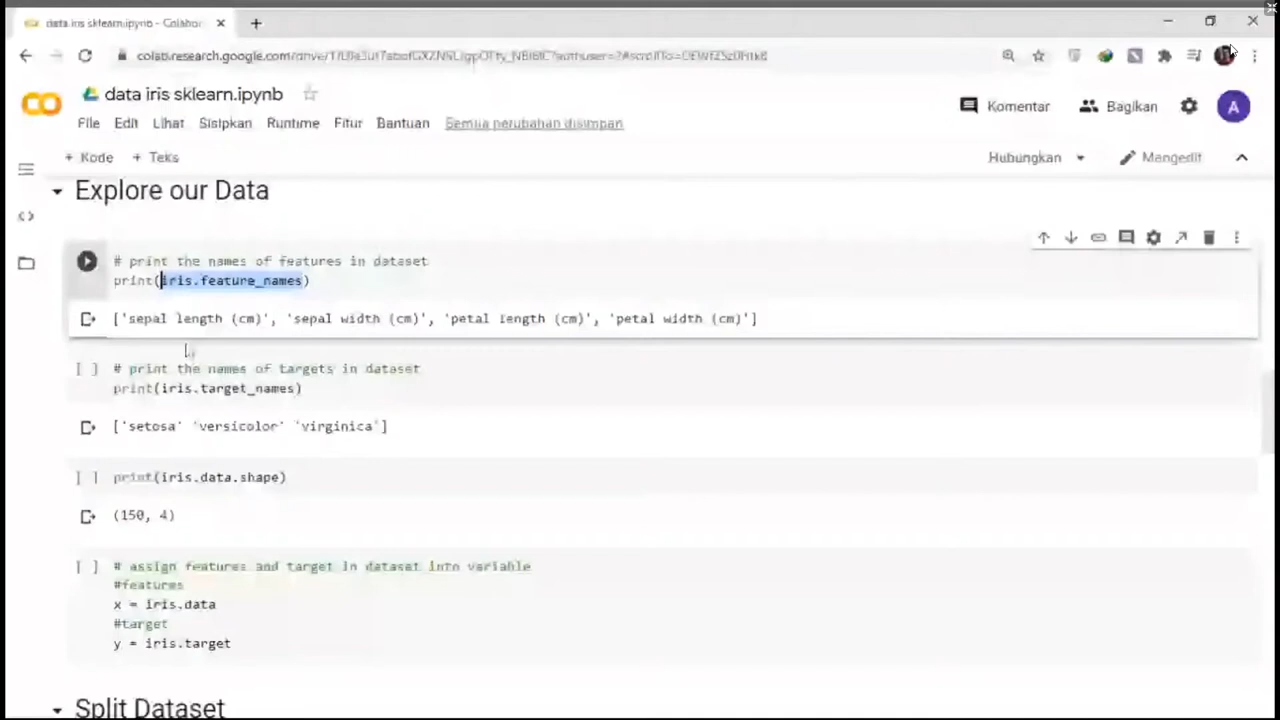 data iris sklearn.ipynb - Colabor
data iris sklearn.ipynb
Komentar
Bagikan
A
File Edit Lihat Sisipkan Runtime Fitur Bantuan Semua perubahan disimpan
+ Kode + Teks
Hubungkan
Mengedit
Explore our Data
# print the names of features in dataset
print(iris.feature_names)
['sepal length (cm)', 'sepal width (cm)', 'petal length (cm)', 'petal width (cm)']
[ ] # print the names of targets in dataset
print(iris.target_names)
['setosa' 'versicolor' 'virginica']
[ ] print(iris.data.shape)
(150, 4)
[ ] # assign features and target in dataset into variable
#features
x = iris.data
#target
y = iris.target
Split Dataset